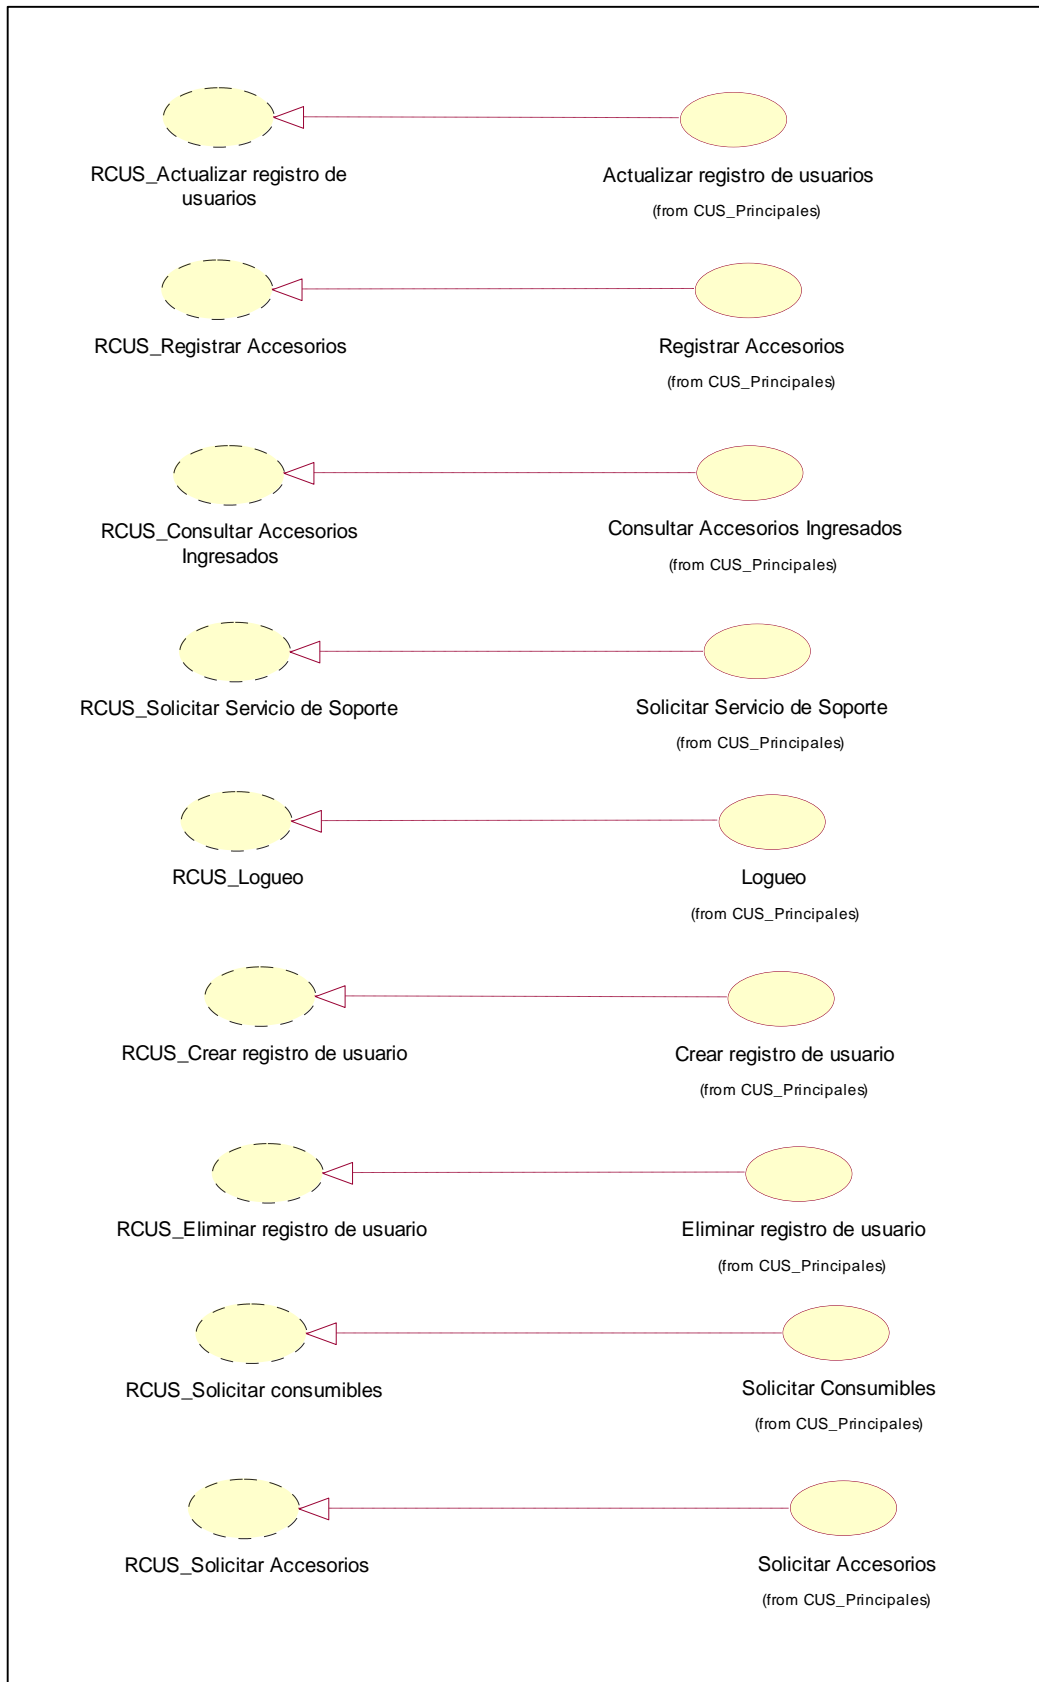 RCUS_Actualizar registro de
usuarios
Actualizar registro de usuarios
(from CUS_Principales)
RCUS_Registrar Accesorios
Registrar Accesorios
(from CUS_Principales)
RCUS_Consultar Accesorios
Ingresados
Consultar Accesorios Ingresados
(from CUS_Principales)
RCUS_Solicitar Servicio de Soporte
Solicitar Servicio de Soporte
(from CUS_Principales)
RCUS_Logueo
Logueo
(from CUS_Principales)
RCUS_Crear registro de usuario
Crear registro de usuario
(from CUS_Principales)
RCUS_Eliminar registro de usuario
Eliminar registro de usuario
(from CUS_Principales)
RCUS_Solicitar consumibles
Solicitar Consumibles
(from CUS_Principales)
RCUS_Solicitar Accesorios
Solicitar Accesorios
(from CUS_Principales)